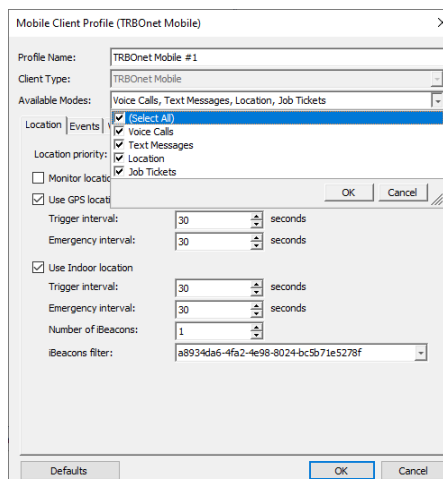 Mobile Client Profile (TRBOnet Mobile)
Profile Name: TRBOnet Mobile #1
Client Type: TRBOnet Mobile
Available Modes: Voice Calls, Text Messages, Location, Job Tickets
Location Events
(Select All)
Voice Calls
Text Messages
Location
Job Tickets
OK Cancel
Location priority:
Monitor locatio
Use GPS locati
Trigger interval: 30 seconds
Emergency interval: 30 seconds
Use Indoor location
Trigger interval: 30 seconds
Emergency interval: 30 seconds
Number of iBeacons: 1
iBeacons filter: a8934da6-4fa2-4e98-8024-bc5b71e5278f
Defaults OK Cancel